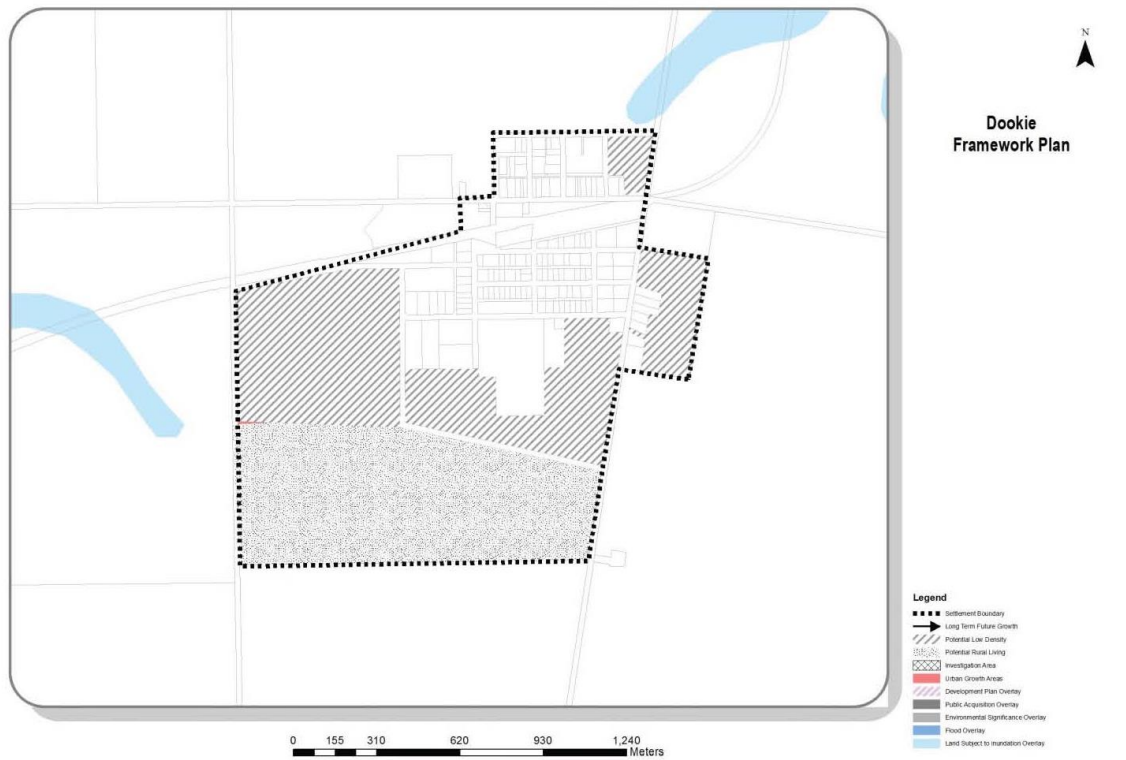 N
Dookie
Framework Plan
Legend
Settlement Boundary
Long Term Future Growth
Potential Low Density
Potential Rural Living
Investigation Area
Urban Growth Areas
Development Plan Overlay
Public Acquisition Overlay
Environmental Significance Overlay
Flood Overlay
Land Subject to Inundation Overlay
0 155 310 620 930 1,240
Meters